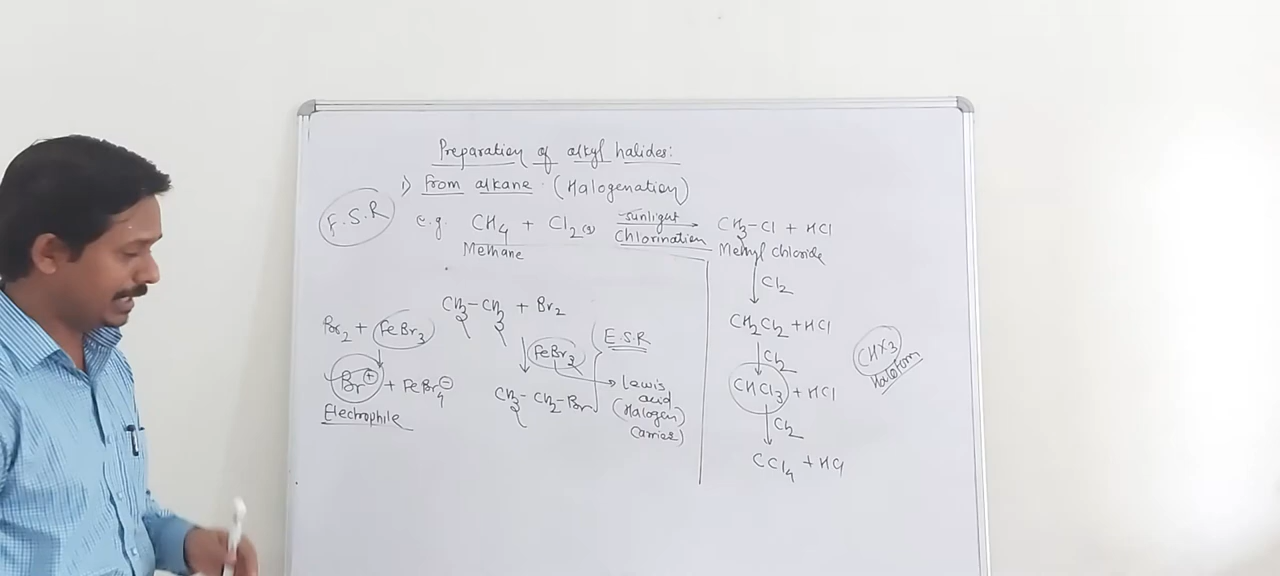 Preparation of alkyl halides:
1) From alkane. (Halogenation)
F.S.R
e.g. CH4 + Cl2(g) sunlight Chlorination CH3-Cl + HCl
Methane Methyl chloride
Cl2
CH2Cl2 + HCl
Cl2
CHCl3 + HCl
Cl2
CCl4 + HCl
CHX3
Haloform
CH3-CH3 + Br2
FeBr3
CH3-CH2-Br
E.S.R
Lewis
acid
(Halogen)
Carrier)
Br2 + FeBr3
Br⊕ + FeBr4⊖
Electrophile